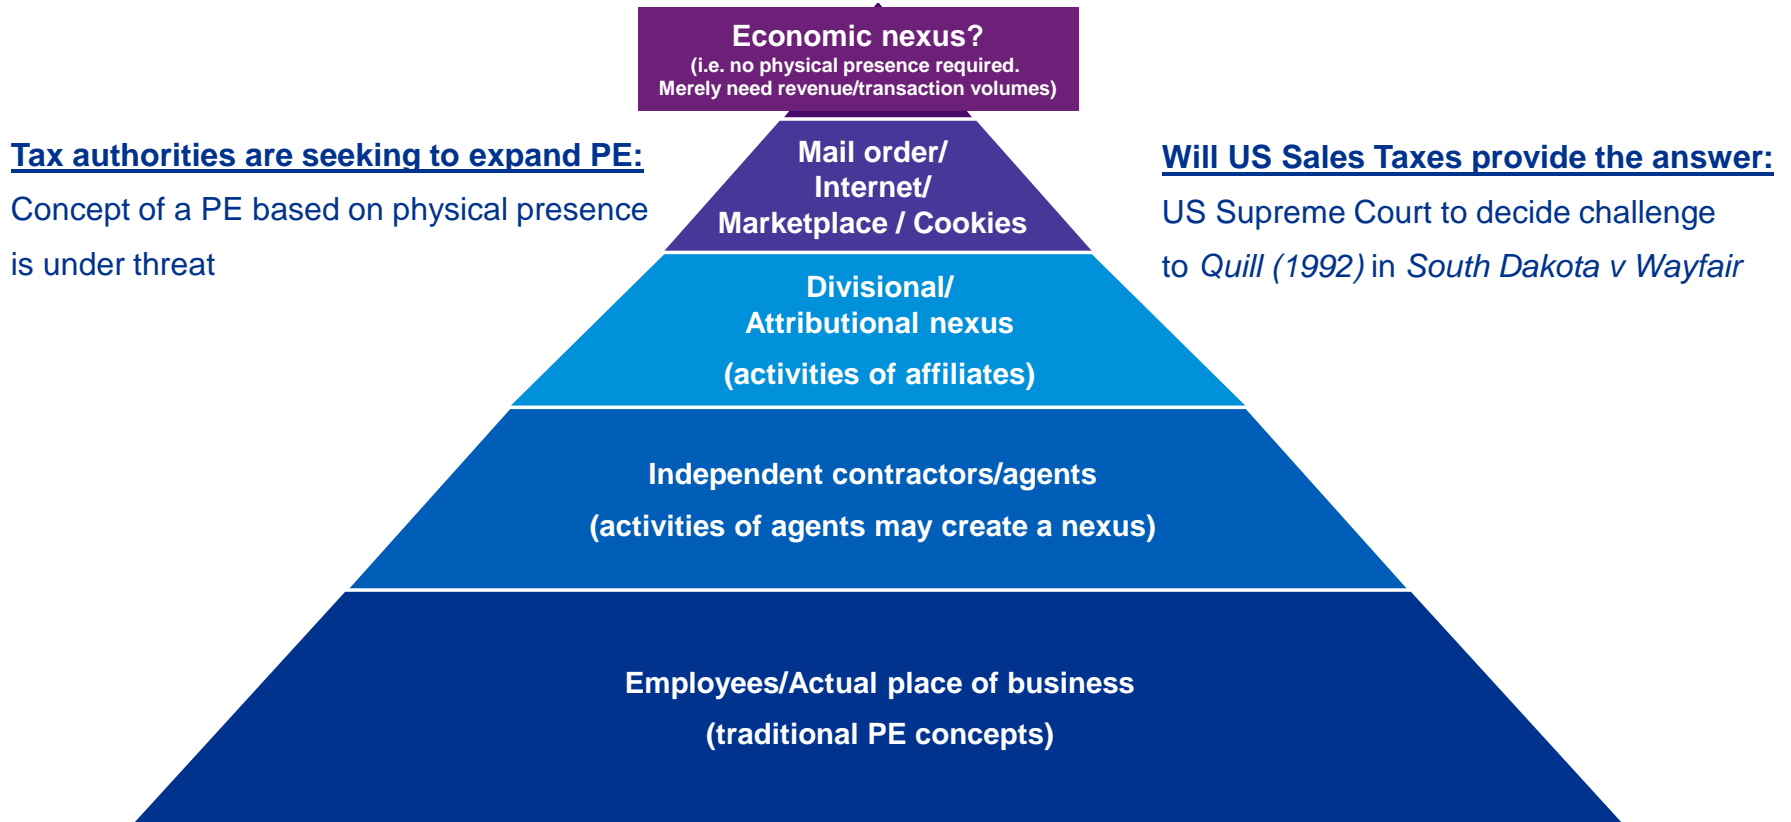 Economic nexus?
(i.e. no physical presence required.
Merely need revenue/transaction volumes)
Tax authorities are seeking to expand PE:
Concept of a PE based on physical presence
is under threat
Mail order/
Internet/
Marketplace / Cookies
Will US Sales Taxes provide the answer:
US Supreme Court to decide challenge
to Quill (1992) in South Dakota v Wayfair
Divisional/
Attributional nexus
(activities of affiliates)
Independent contractors/agents
(activities of agents may create a nexus)
Employees/Actual place of business
(traditional PE concepts)